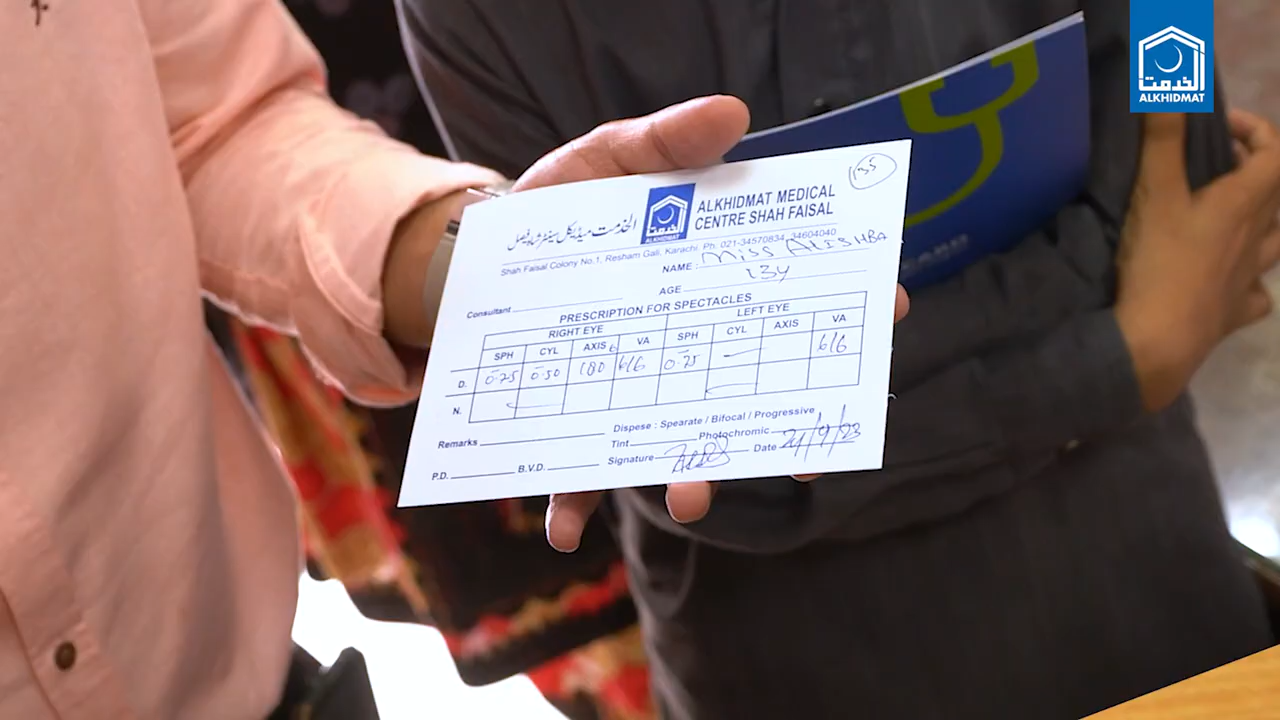 الخدمت
ALKHIDMAT
155
الخدمت میڈیکل سینٹر شاہ فیصل
الخدمت
ALKHIDMAT
ALKHIDMAT MEDICAL
CENTRE SHAH FAISAL
Shah Faisal Colony No.1, Resham Gali, Karachi, Ph. 021-34570834, 34604040
NAME : Miss ALISHBA
AGE 13y
Consultant
PRESCRIPTION FOR SPECTACLES
RIGHT EYE LEFT EYE
SPH CYL AXIS VA SPH CYL AXIS VA
D. 0.75 0.50 180 6/6 0.75 6/6
N.
Dispese : Spearate / Bifocal / Progressive
Remarks Tint Photochromic
P.D. B.V.D. Signature Date 21/9/23